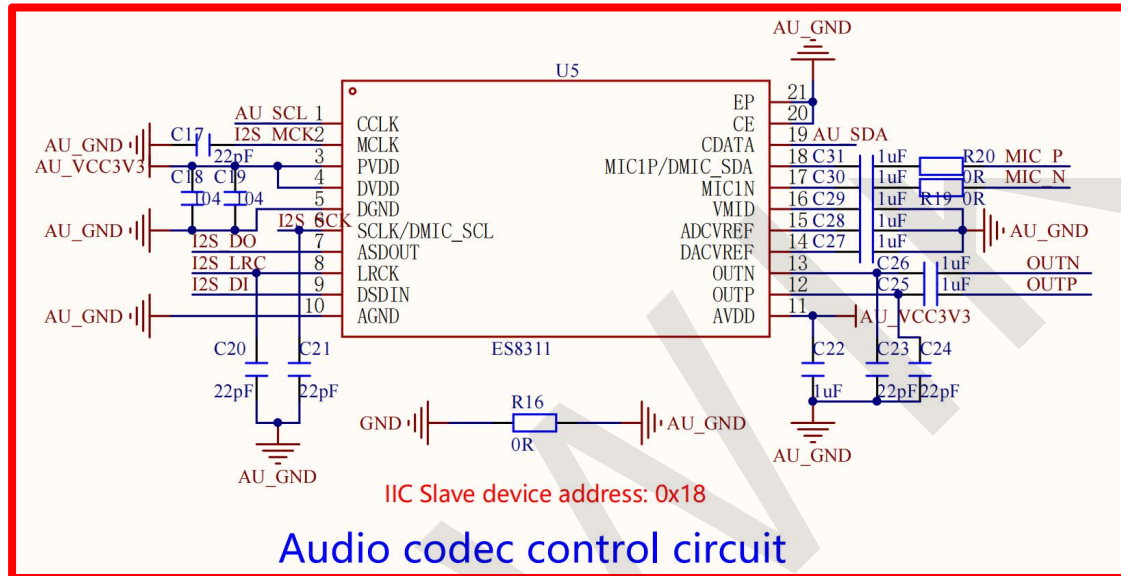 AU_GND
U5
AU_SCL 1 CCLK
AU_GND C17 22pF I2S_MCK 2 MCLK
AU_VCC3V3 3 PVDD
4 DVDD
C18 104 C19 104
5 DGND
AU_GND
I2S_SCK 6 SCLK/DMIC_SCL
I2S_DO 7 ASDOUT
I2S_LRC 8 LRCK
I2S_DI 9 DSDIN
AU_GND 10 AGND
EP 21
CE 20
CDATA 19 AU_SDA
MIC1P/DMIC_SDA 18 C31 1uF R20 MIC_P
MIC1N 17 C30 1uF R19 0R 0R MIC_N
VMID 16 C29 1uF
ADCVREF 15 C28 1uF AU_GND
DACVREF 14 C27 1uF
OUTN 13 C26 1uF OUTN
OUTP 12 C25 1uF OUTP
AVDD 11 AU_VCC3V3
ES8311
C20 22pF C21 22pF
AU_GND
C22 1uF C23 22pF C24 22pF
AU_GND
GND R16 0R AU_GND
IIC Slave device address: 0x18
Audio codec control circuit